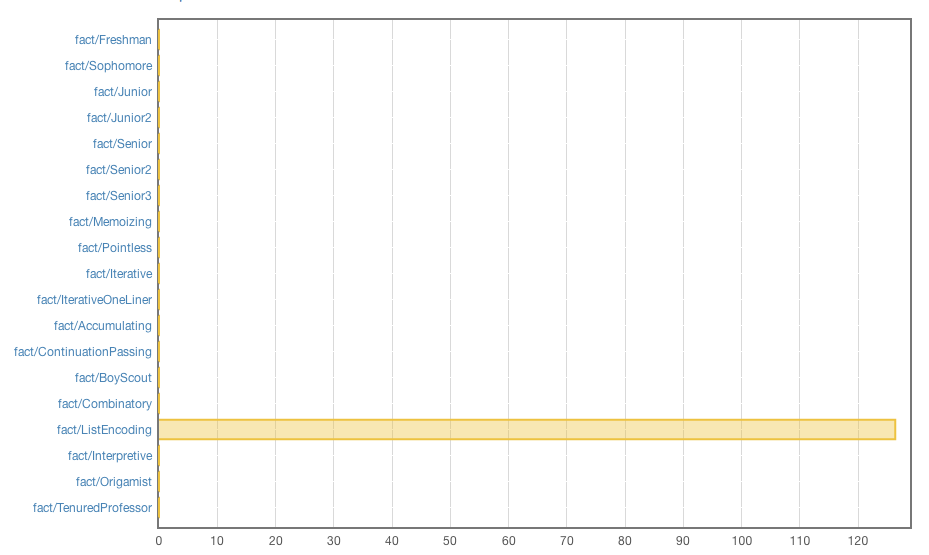 fact/Freshman
fact/Sophomore
fact/Junior
fact/Junior2
fact/Senior
fact/Senior2
fact/Senior3
fact/Memoizing
fact/Pointless
fact/Iterative
fact/IterativeOneLiner
fact/Accumulating
fact/ContinuationPassing
fact/BoyScout
fact/Combinatory
fact/ListEncoding
fact/Interpretive
fact/Origamist
fact/TenuredProfessor
0 10 20 30 40 50 60 70 80 90 100 110 120